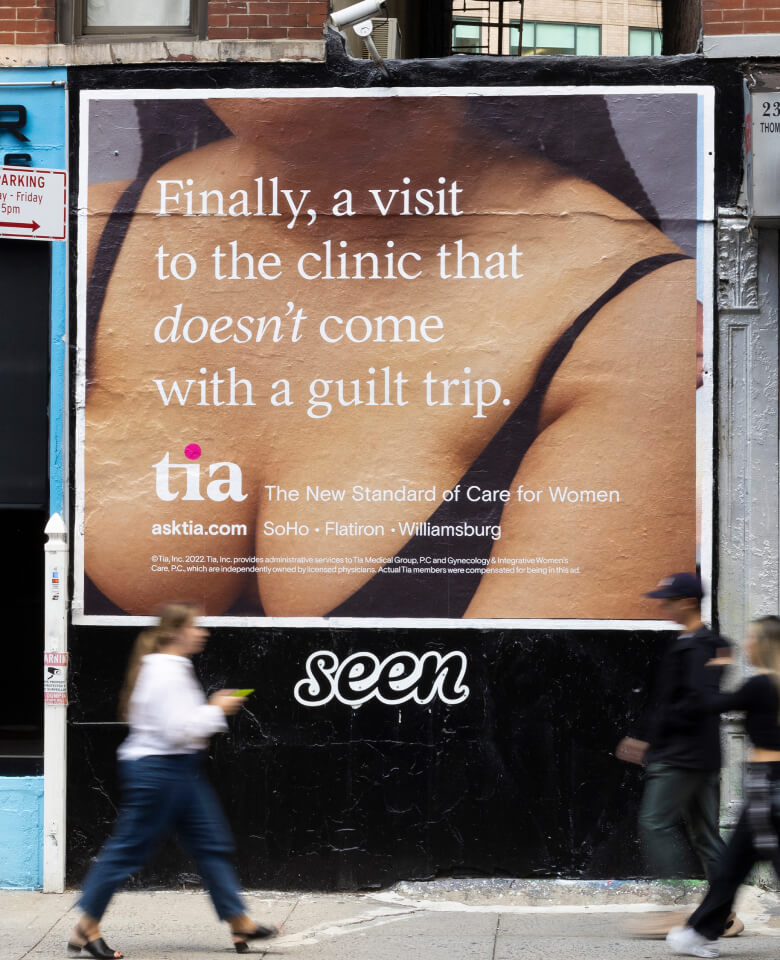 R
PARKING
ay - Friday
5pm
23
THOM
Finally, a visit
to the clinic that
doesn't come
with a guilt trip.
tia
The New Standard of Care for Women
asktia.com
SoHo • Flatiron • Williamsburg
©Tia, Inc. 2022. Tia, Inc. provides administrative services to Tia Medical Group, P.C and Gynecology & Integrative Women's
Care, P.C., which are independently owned by licensed physicians. Actual Tia members were compensated for being in this ad.
seen